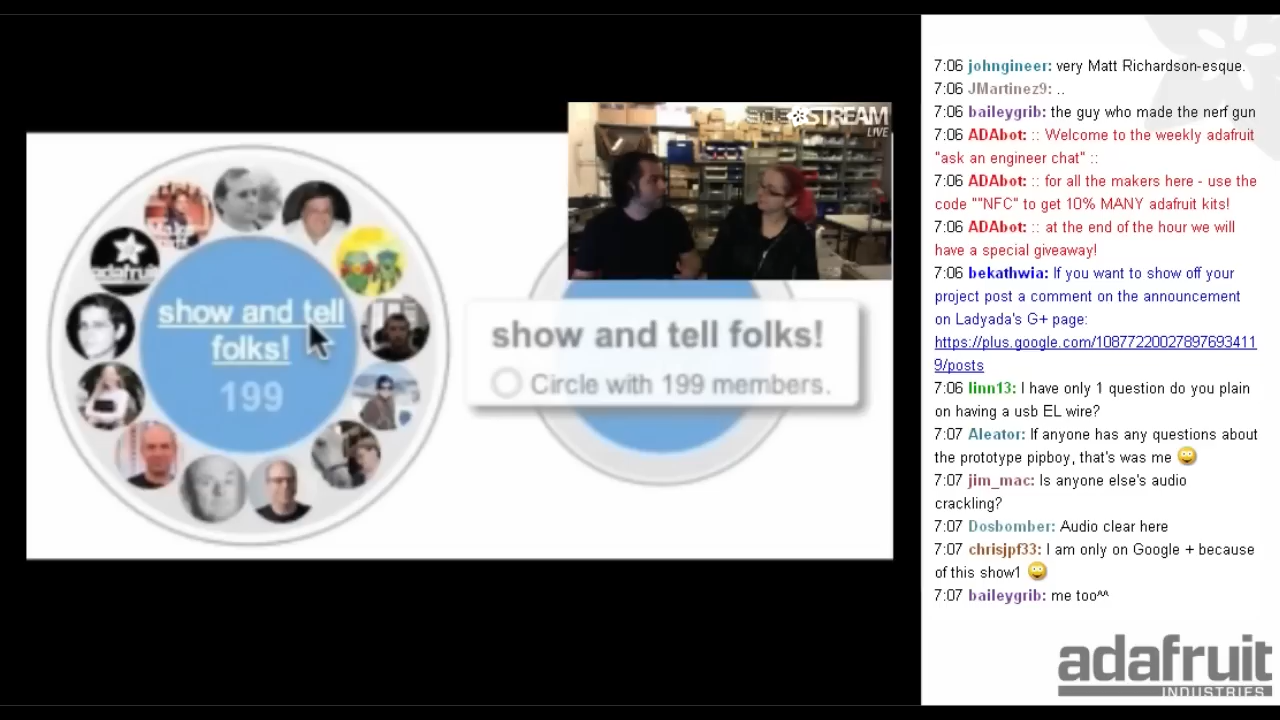 show and tell
folks!
199
adafruit
STREAM
LIVE
show and tell folks!
Circle with 199 members.
7:06 johngineer: very Matt Richardson-esque.
7:06 JMartinez9: ..
7:06 baileygrib: the guy who made the nerf gun
7:06 ADAbot: :: Welcome to the weekly adafruit
"ask an engineer chat" ::
7:06 ADAbot: :: for all the makers here - use the
code ""NFC" to get 10% MANY adafruit kits!
7:06 ADAbot: :: at the end of the hour we will
have a special giveaway!
7:06 bekathwia: If you want to show off your
project post a comment on the announcement
on Ladyada's G+ page:
https://plus.google.com/10877220027897693411
9/posts
7:06 linn13: I have only 1 question do you plain
on having a usb EL wire?
7:07 Aleator: If anyone has any questions about
the prototype pipboy, that's was me
7:07 jim_mac: Is anyone else's audio
crackling?
7:07 Dosbomber: Audio clear here
7:07 chrisjpf33: I am only on Google + because
of this show1
7:07 baileygrib: me too^^
adafruit
INDUSTRIES